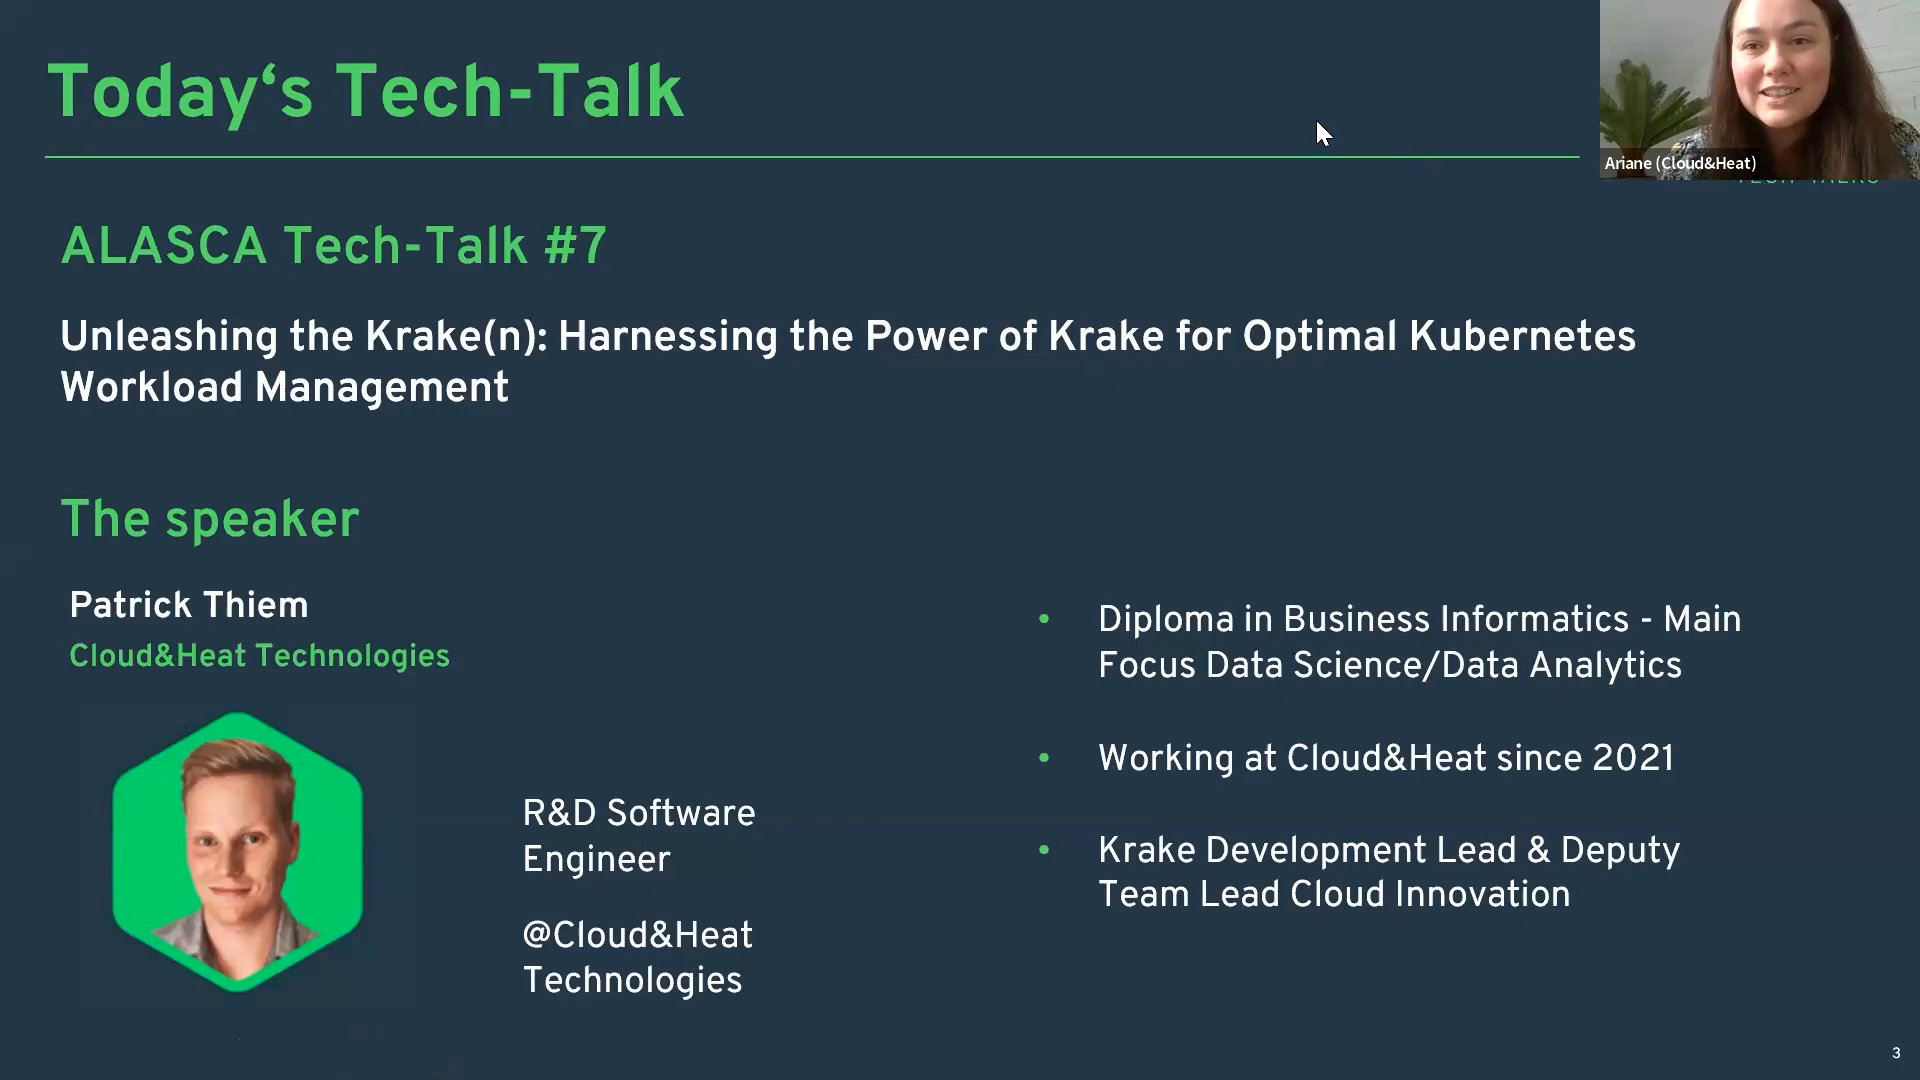 Today‘s Tech-Talk
Ariane (Cloud&Heat)
TECH TALKS
ALASCA Tech-Talk #7
Unleashing the Krake(n): Harnessing the Power of Krake for Optimal Kubernetes
Workload Management
The speaker
Patrick Thiem
Cloud&Heat Technologies
R&D Software
Engineer
@Cloud&Heat
Technologies
• Diploma in Business Informatics - Main
Focus Data Science/Data Analytics
• Working at Cloud&Heat since 2021
• Krake Development Lead & Deputy
Team Lead Cloud Innovation
3